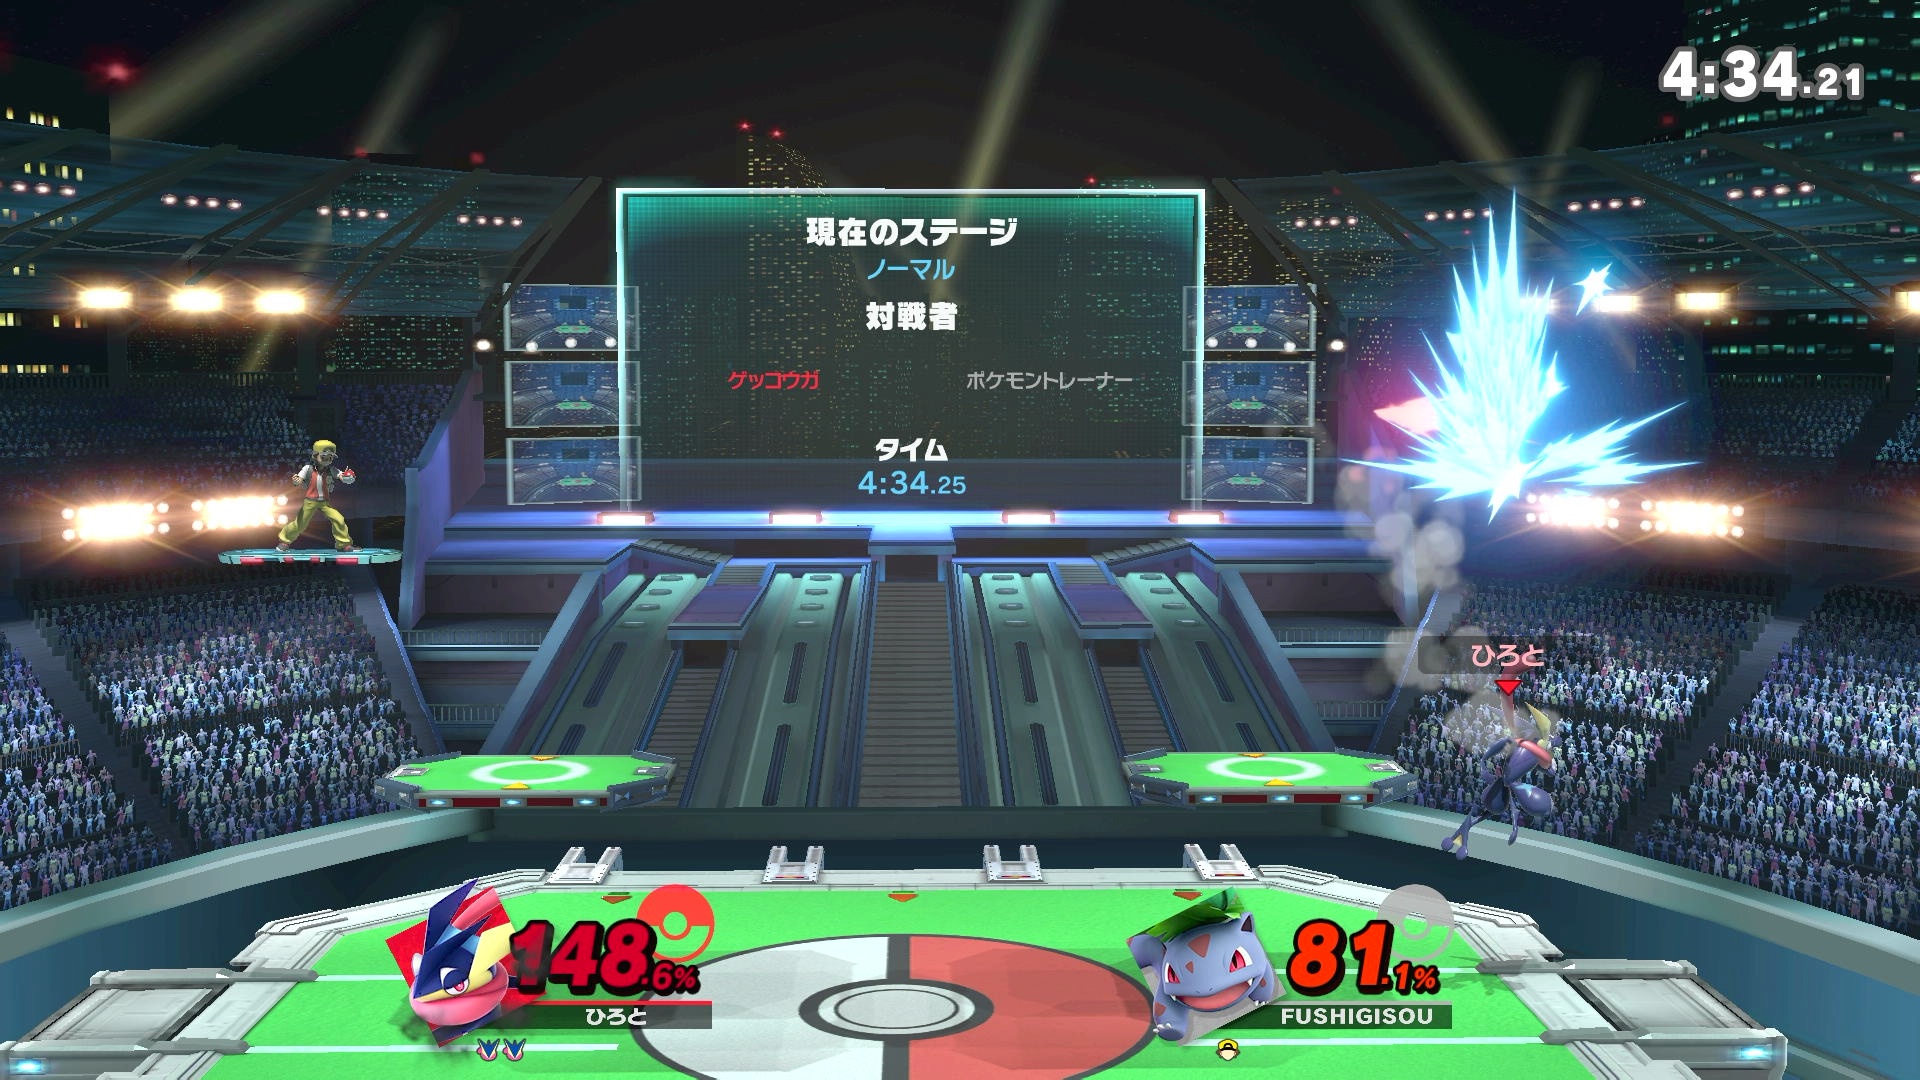 4:34.21
現在のステージ
ノーマル
対戦者
ゲッコウガ
ポケモントレーナー
タイム
4:34.25
ひろと
148.6%
ひろと
81.1%
FUSHIGISOU